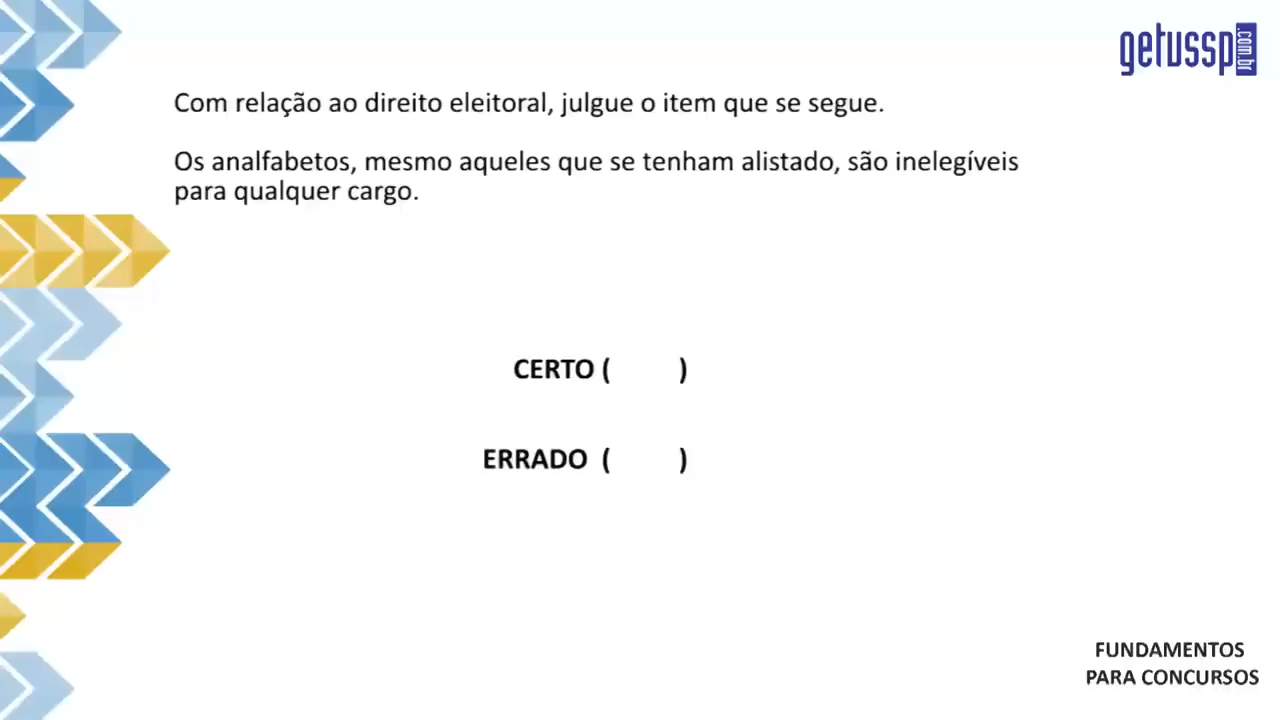 getussp.com.br
Com relação ao direito eleitoral, julgue o item que se segue.
Os analfabetos, mesmo aqueles que se tenham alistado, são inelegíveis
para qualquer cargo.
CERTO (        )
ERRADO (        )
FUNDAMENTOS
PARA CONCURSOS